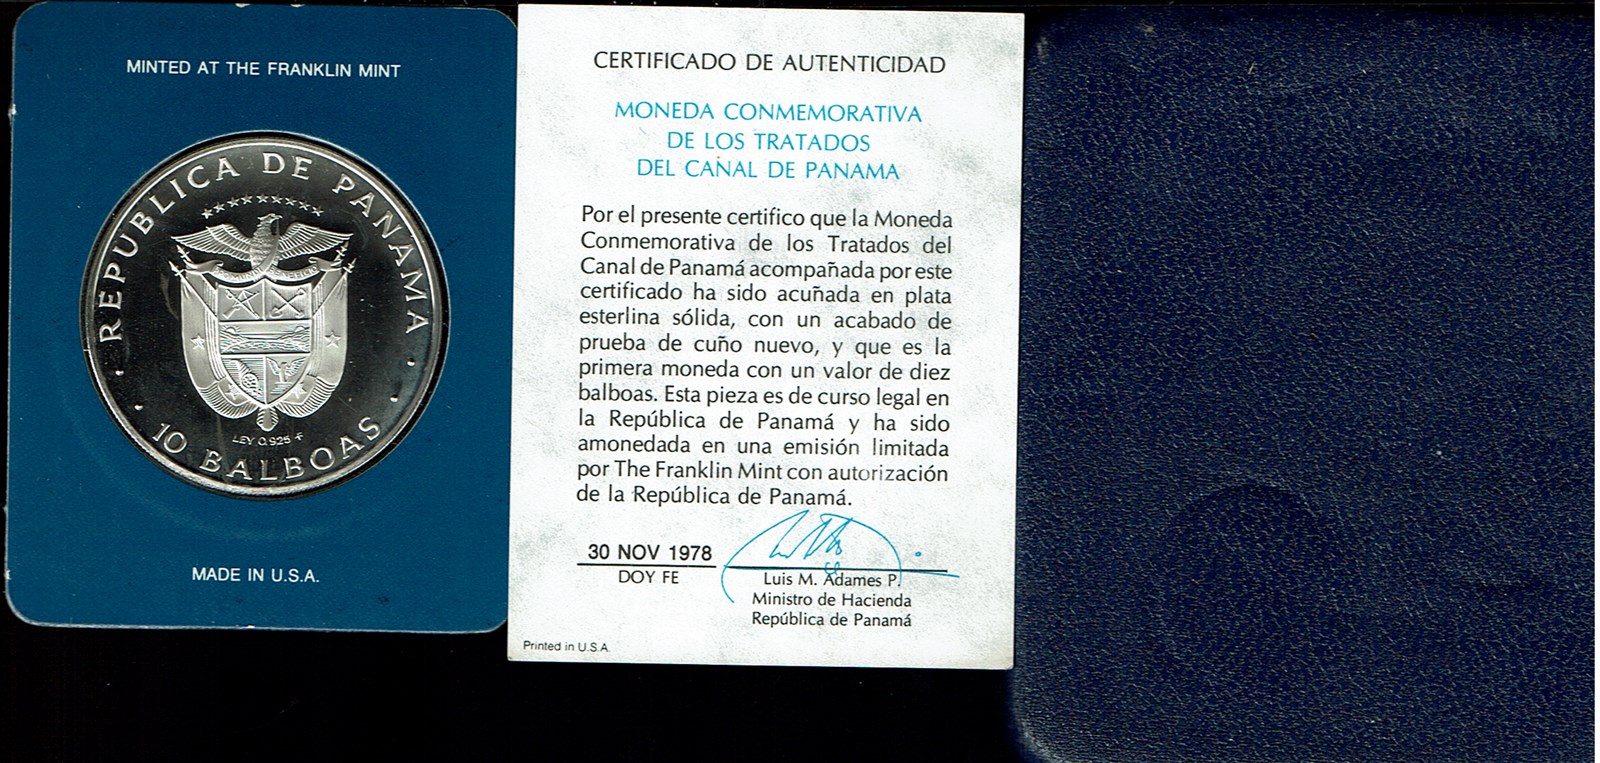 MINTED AT THE FRANKLIN MINT
REPUBLICA DE PANAMA
LEY 0.925
10 BALBOAS
MADE IN U.S.A.
CERTIFICADO DE AUTENTICIDAD
MONEDA CONMEMORATIVA
DE LOS TRATADOS
DEL CANAL DE PANAMA
Por el presente certifico que la Moneda
Conmemorativa de los Tratados del
Canal de Panamá acompañada por este
certificado ha sido acuñada en plata
esterlina sólida, con un acabado de
prueba de cuño nuevo, y que es la
primera moneda con un valor de diez
balboas. Esta pieza es de curso legal en
la República de Panamá y ha sido
amonedada en una emisión limitada
por The Franklin Mint con autorización
de la República de Panamá.
30 NOV 1978
DOY FE
Luis M. Adames P.
Ministro de Hacienda
República de Panamá
Printed in U.S.A.